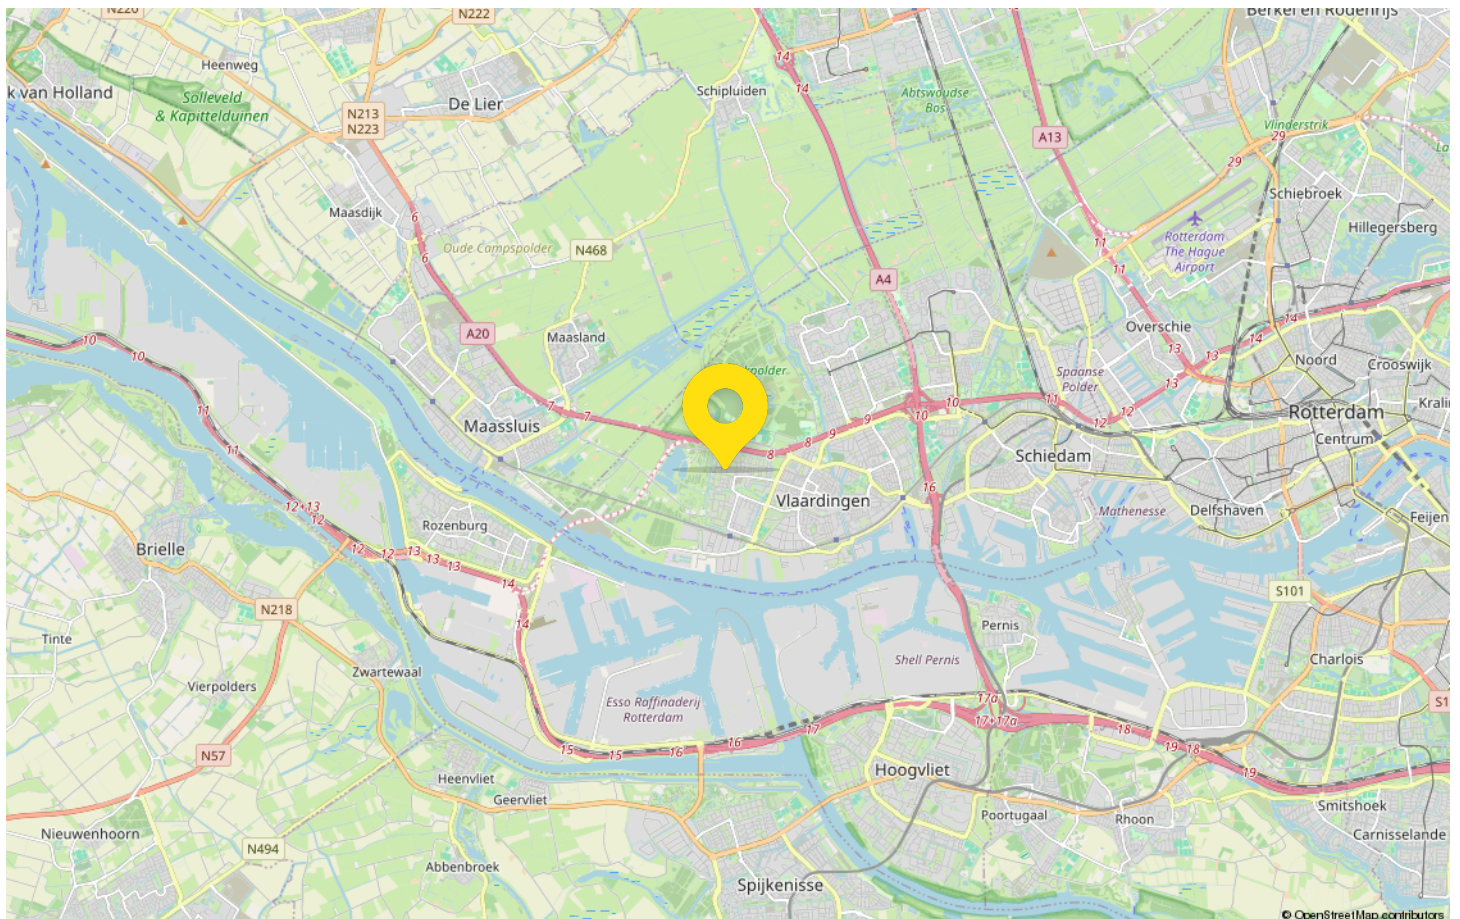 N220
N222
Berkel en Rodenrijs
Heenweg
k van Holland
Solleveld
& Kapittelduinen
De Lier
N213
N223
14
14
Schipluiden
Abtswoudse
Bos
A13
Vlinderstrik
29
29
La
Schiebroek
Hillegersberg
Maasdijk
6
6
Oude Campspolder
N468
A4
11
11
Rotterdam
The Hague
Airport
A20
Maasland
Overschie
14
14
13
13
13
Noord
Crooswijk
10
10
Spaanse
Polder
7
7
11
11
Maassluis
8
8
9
9
10
10
11
12
Rotterdam
Kralin
Centrum
Schiedam
16
Vlaardingen
12+13
12
Rozenburg
Mathenesse
Delfshaven
Feijen
Brielle
12
12
13
13
14
14
N218
S101
Tinte
Pernis
Zwartewaal
Shell Pernis
Charlois
Vierpolders
Esso Raffinaderij
Rotterdam
17a
17+17a
S1
N57
15
15
16
16
17
18
19
18
19
Heenvliet
Hoogvliet
Geervliet
Poortugaal
Rhoon
Smitshoek
Nieuwenhoorn
N494
Carnisselande
Abbenbroek
Spijkenisse
© OpenStreetMap contributors